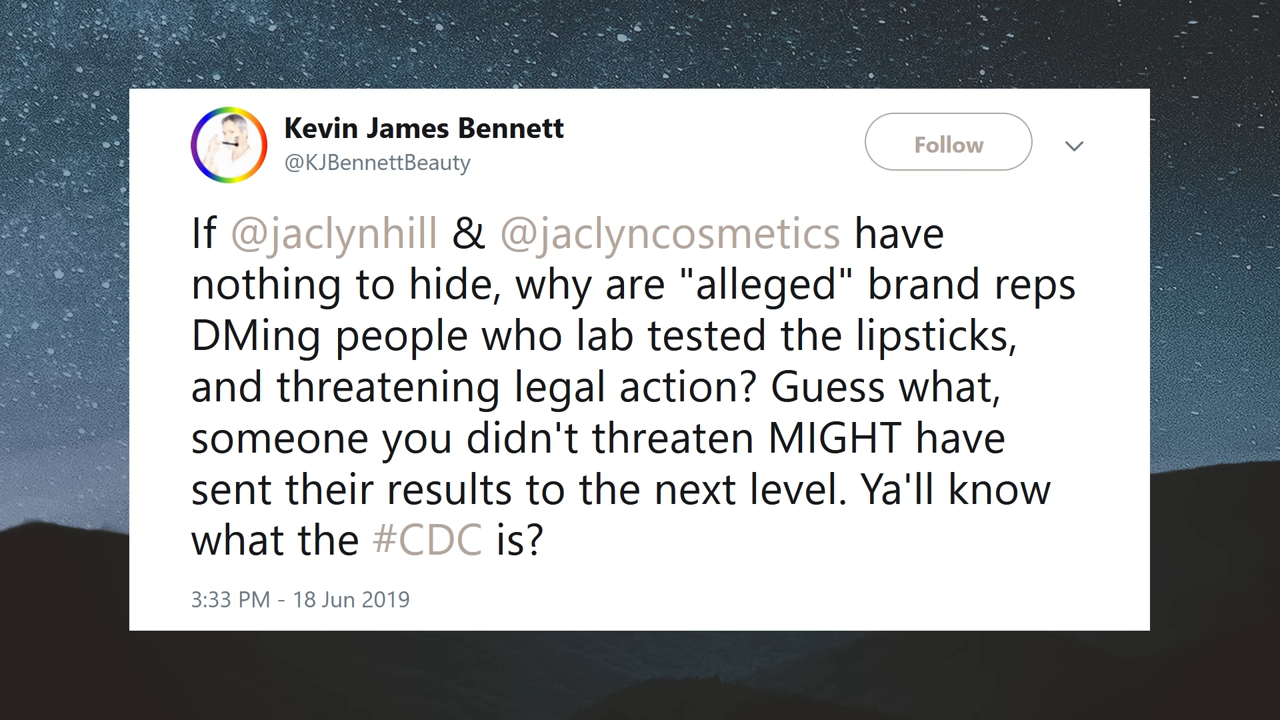 Kevin James Bennett
@KJBennettBeauty
Follow
If @jaclynhill & @jaclyncosmetics have
nothing to hide, why are "alleged" brand reps
DMing people who lab tested the lipsticks,
and threatening legal action? Guess what,
someone you didn't threaten MIGHT have
sent their results to the next level. Ya'll know
what the #CDC is?
3:33 PM - 18 Jun 2019